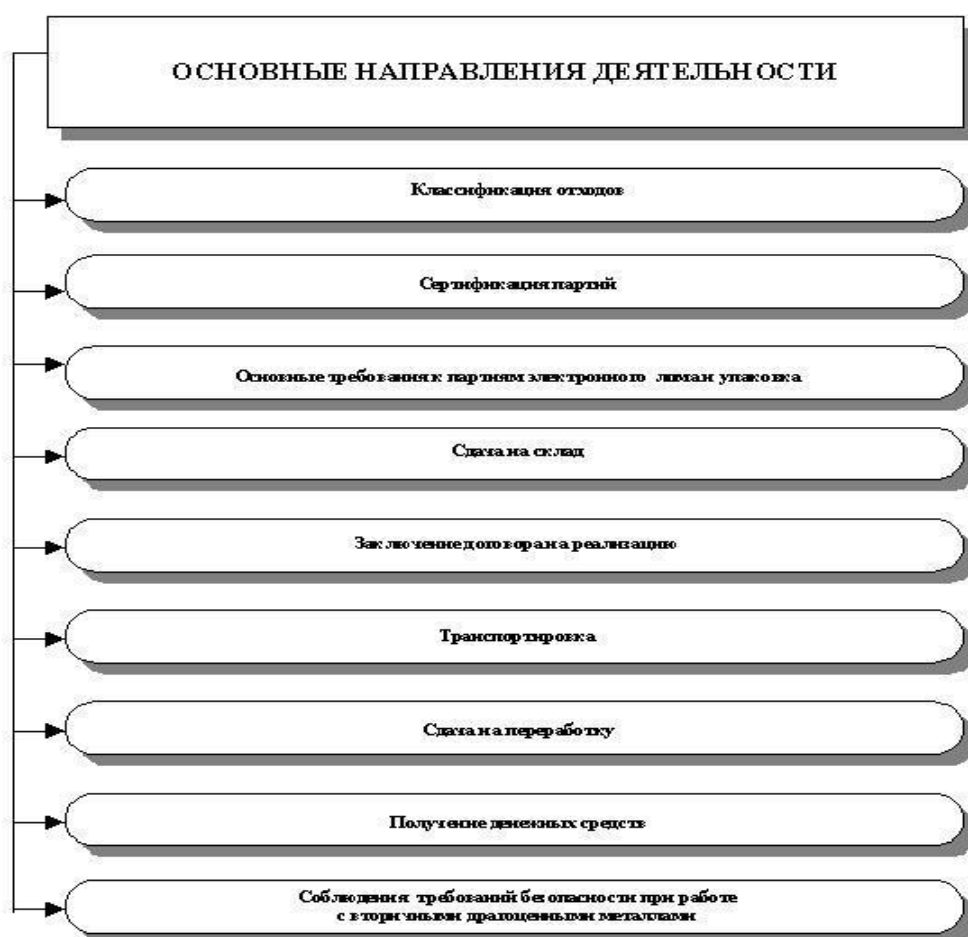 ОСНОВНЫЕ НАПРАВЛЕНИЯ ДЕЯТЕЛЬНОСТИ
Классификация отходов
Сертификация партий
Основные требования к партиям электронного лома и упаковка
Сдача на склад
Заключение договора на реализацию
Транспортировка
Сдача на переработку
Получение денежных средств
Соблюдения требований безопасности при работе
с вторичными драгоценными металлами